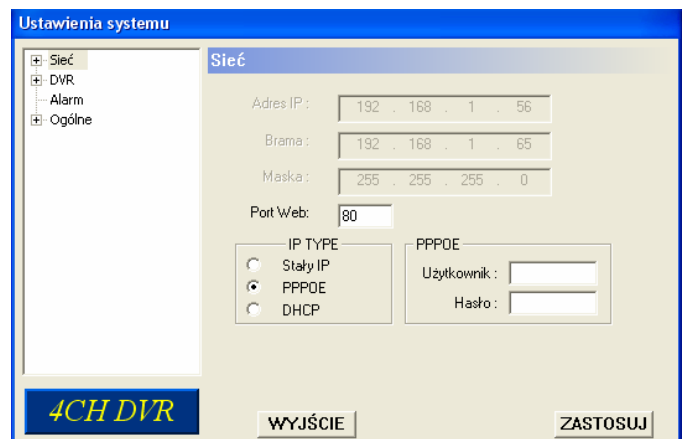 Ustawienia systemu
Sieć
DVR
Alarm
Ogólne
Sieć
Adres IP : 192 . 168 . 1 . 56
Brama : 192 . 168 . 1 . 65
Maska : 255 . 255 . 255 . 0
Port Web: 80
IP TYPE
Stały IP
PPPOE
DHCP
PPPOE
Użytkownik :
Hasło :
4CH DVR
WYJŚCIE
ZASTOSUJ